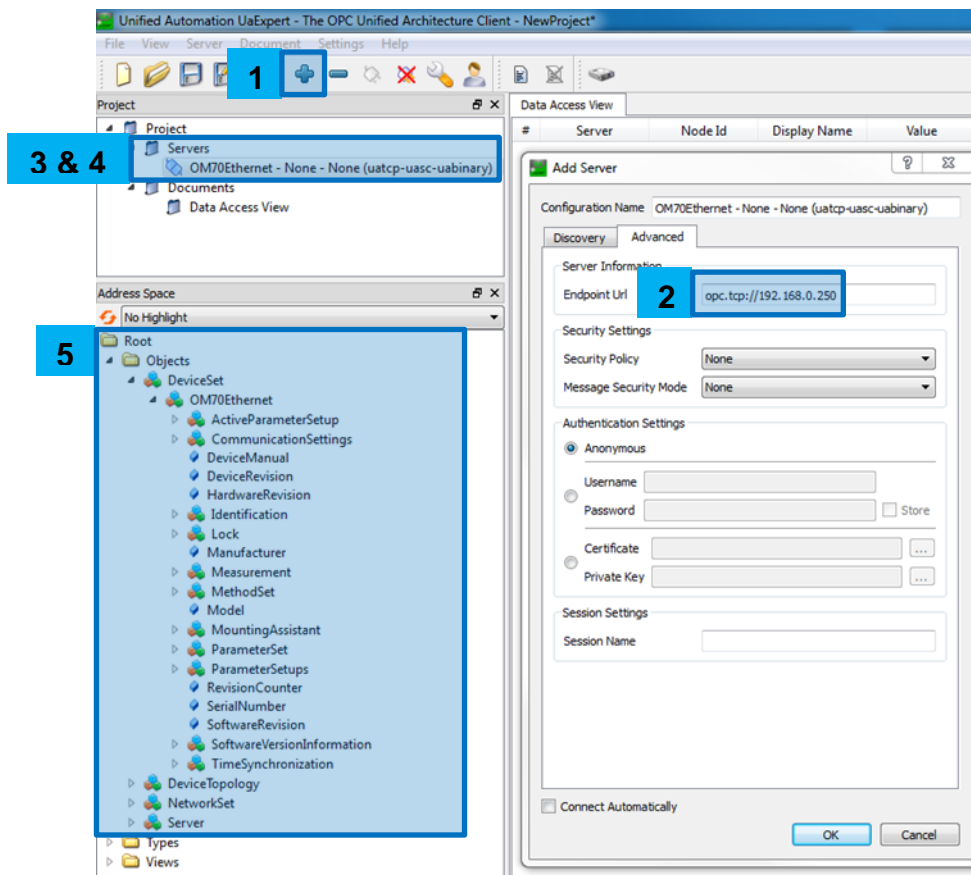 Unified Automation UaExpert - The OPC Unified Architecture Client - NewProject*
File View Server Document Settings Help
1
Project
Project
Servers
3 & 4
OM70Ethernet - None - None (uatcp-uasc-uabinary)
Documents
Data Access View
Address Space
No Highlight
5
Root
Objects
DeviceSet
OM70Ethernet
ActiveParameterSetup
CommunicationSettings
DeviceManual
DeviceRevision
HardwareRevision
Identification
Lock
Manufacturer
Measurement
MethodSet
Model
MountingAssistant
ParameterSet
ParameterSetups
RevisionCounter
SerialNumber
SoftwareRevision
SoftwareVersionInformation
TimeSynchronization
DeviceTopology
NetworkSet
Server
Types
Views
Data Access View
# Server Node Id Display Name Value
Add Server
Configuration Name OM70Ethernet - None - None (uatcp-uasc-uabinary)
Discovery Advanced
Server Information
Endpoint Url 2 opc.tcp://192.168.0.250
Security Settings
Security Policy None
Message Security Mode None
Authentication Settings
Anonymous
Username
Password Store
Certificate ...
Private Key ...
Session Settings
Session Name
Connect Automatically
OK Cancel